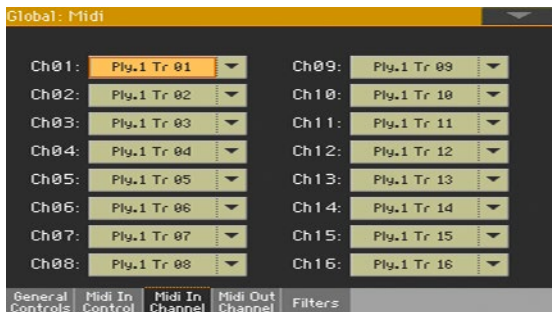 Global: Midi
Ch01: Ply.1 Tr 01
Ch02: Ply.1 Tr 02
Ch03: Ply.1 Tr 03
Ch04: Ply.1 Tr 04
Ch05: Ply.1 Tr 05
Ch06: Ply.1 Tr 06
Ch07: Ply.1 Tr 07
Ch08: Ply.1 Tr 08
Ch09: Ply.1 Tr 09
Ch10: Ply.1 Tr 10
Ch11: Ply.1 Tr 11
Ch12: Ply.1 Tr 12
Ch13: Ply.1 Tr 13
Ch14: Ply.1 Tr 14
Ch15: Ply.1 Tr 15
Ch16: Ply.1 Tr 16
General
Controls
Midi In
Control
Midi In
Channel
Midi Out
Channel
Filters